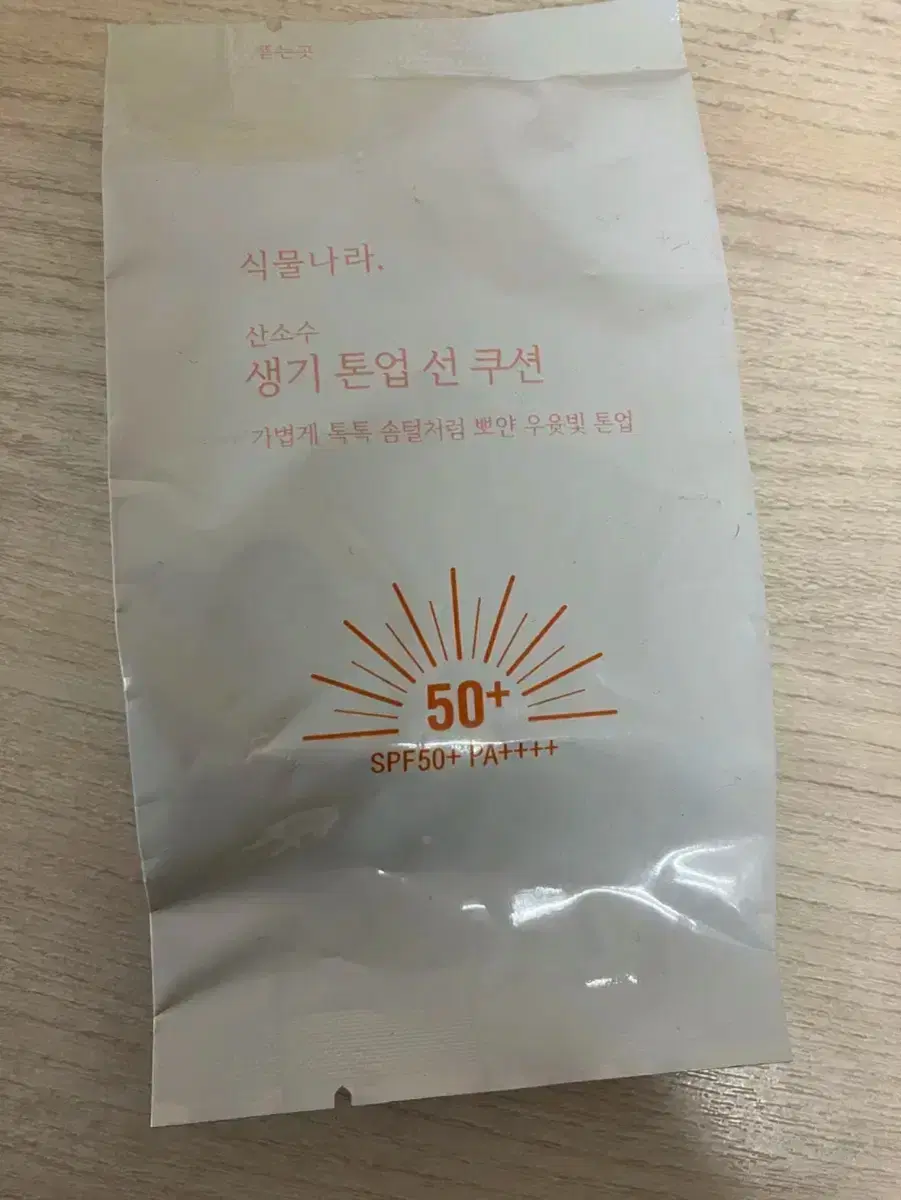 뜯는곳
식물나라.
산소수
생기 톤업 선 쿠션
가볍게 톡톡 솜털처럼 뽀얀 우윳빛 톤업
50+
SPF50+ PA++++